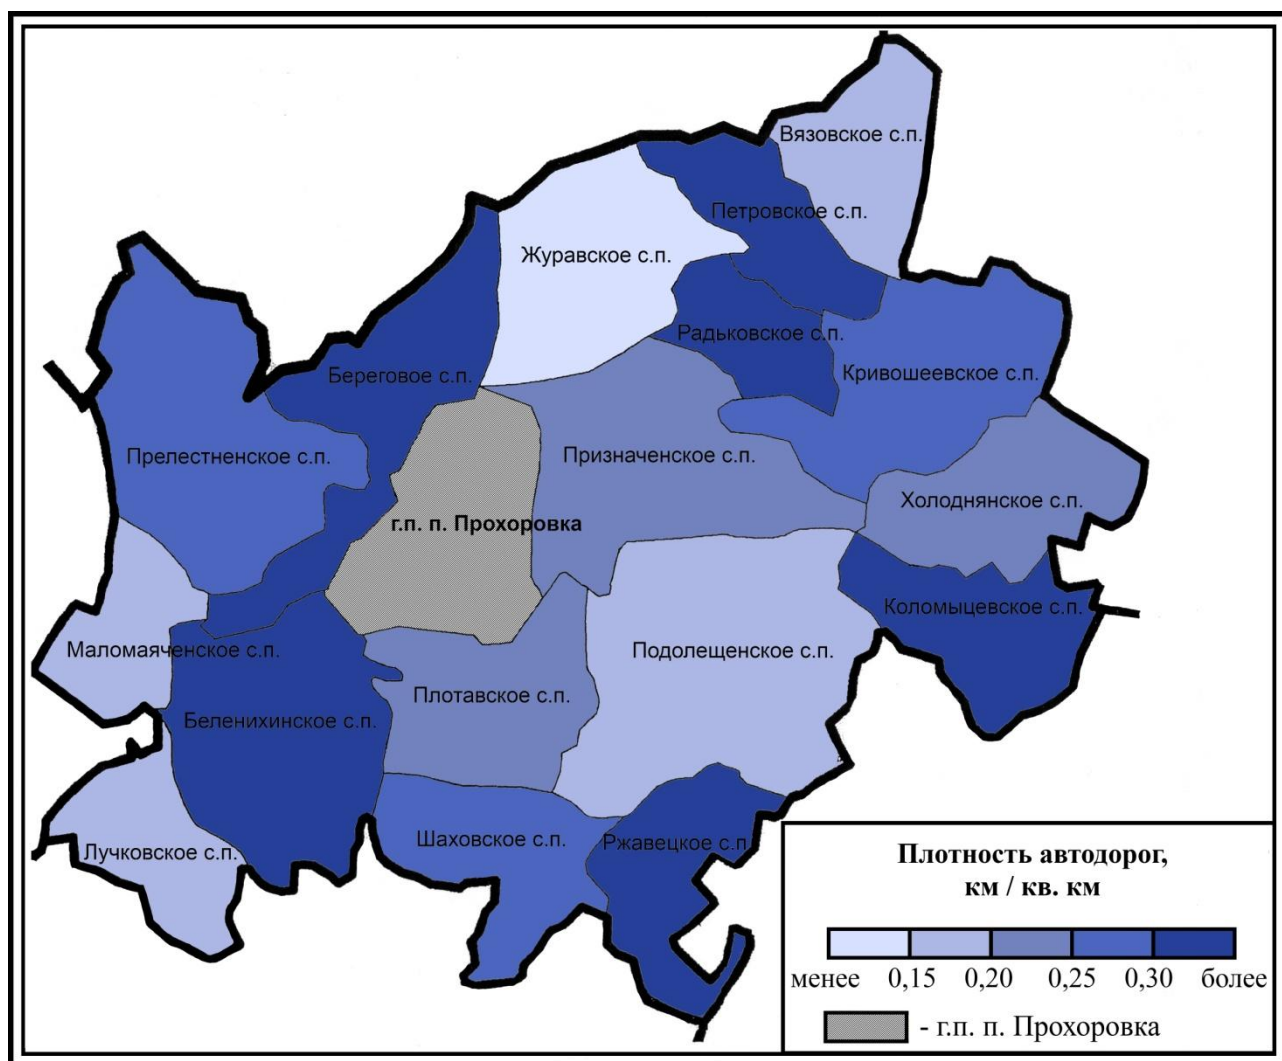 Вязовское с.п.
Петровское с.п.
Журавское с.п.
Радьковское с.п.
Береговое с.п.
Кривошеевское с.п.
Прелестненское с.п.
Призначенское с.п.
Холоднянское с.п.
г.п. п. Прохоровка
Коломыцевское с.п.
Маломаяченское с.п.
Подолещенское с.п.
Плотавское с.п.
Беленихинское с.п.
Шаховское с.п.
Ржавецкое с.п
Лучковское с.п.
Плотность автодорог,
км / кв. км
менее 0,15 0,20 0,25 0,30 более
- г.п. п. Прохоровка